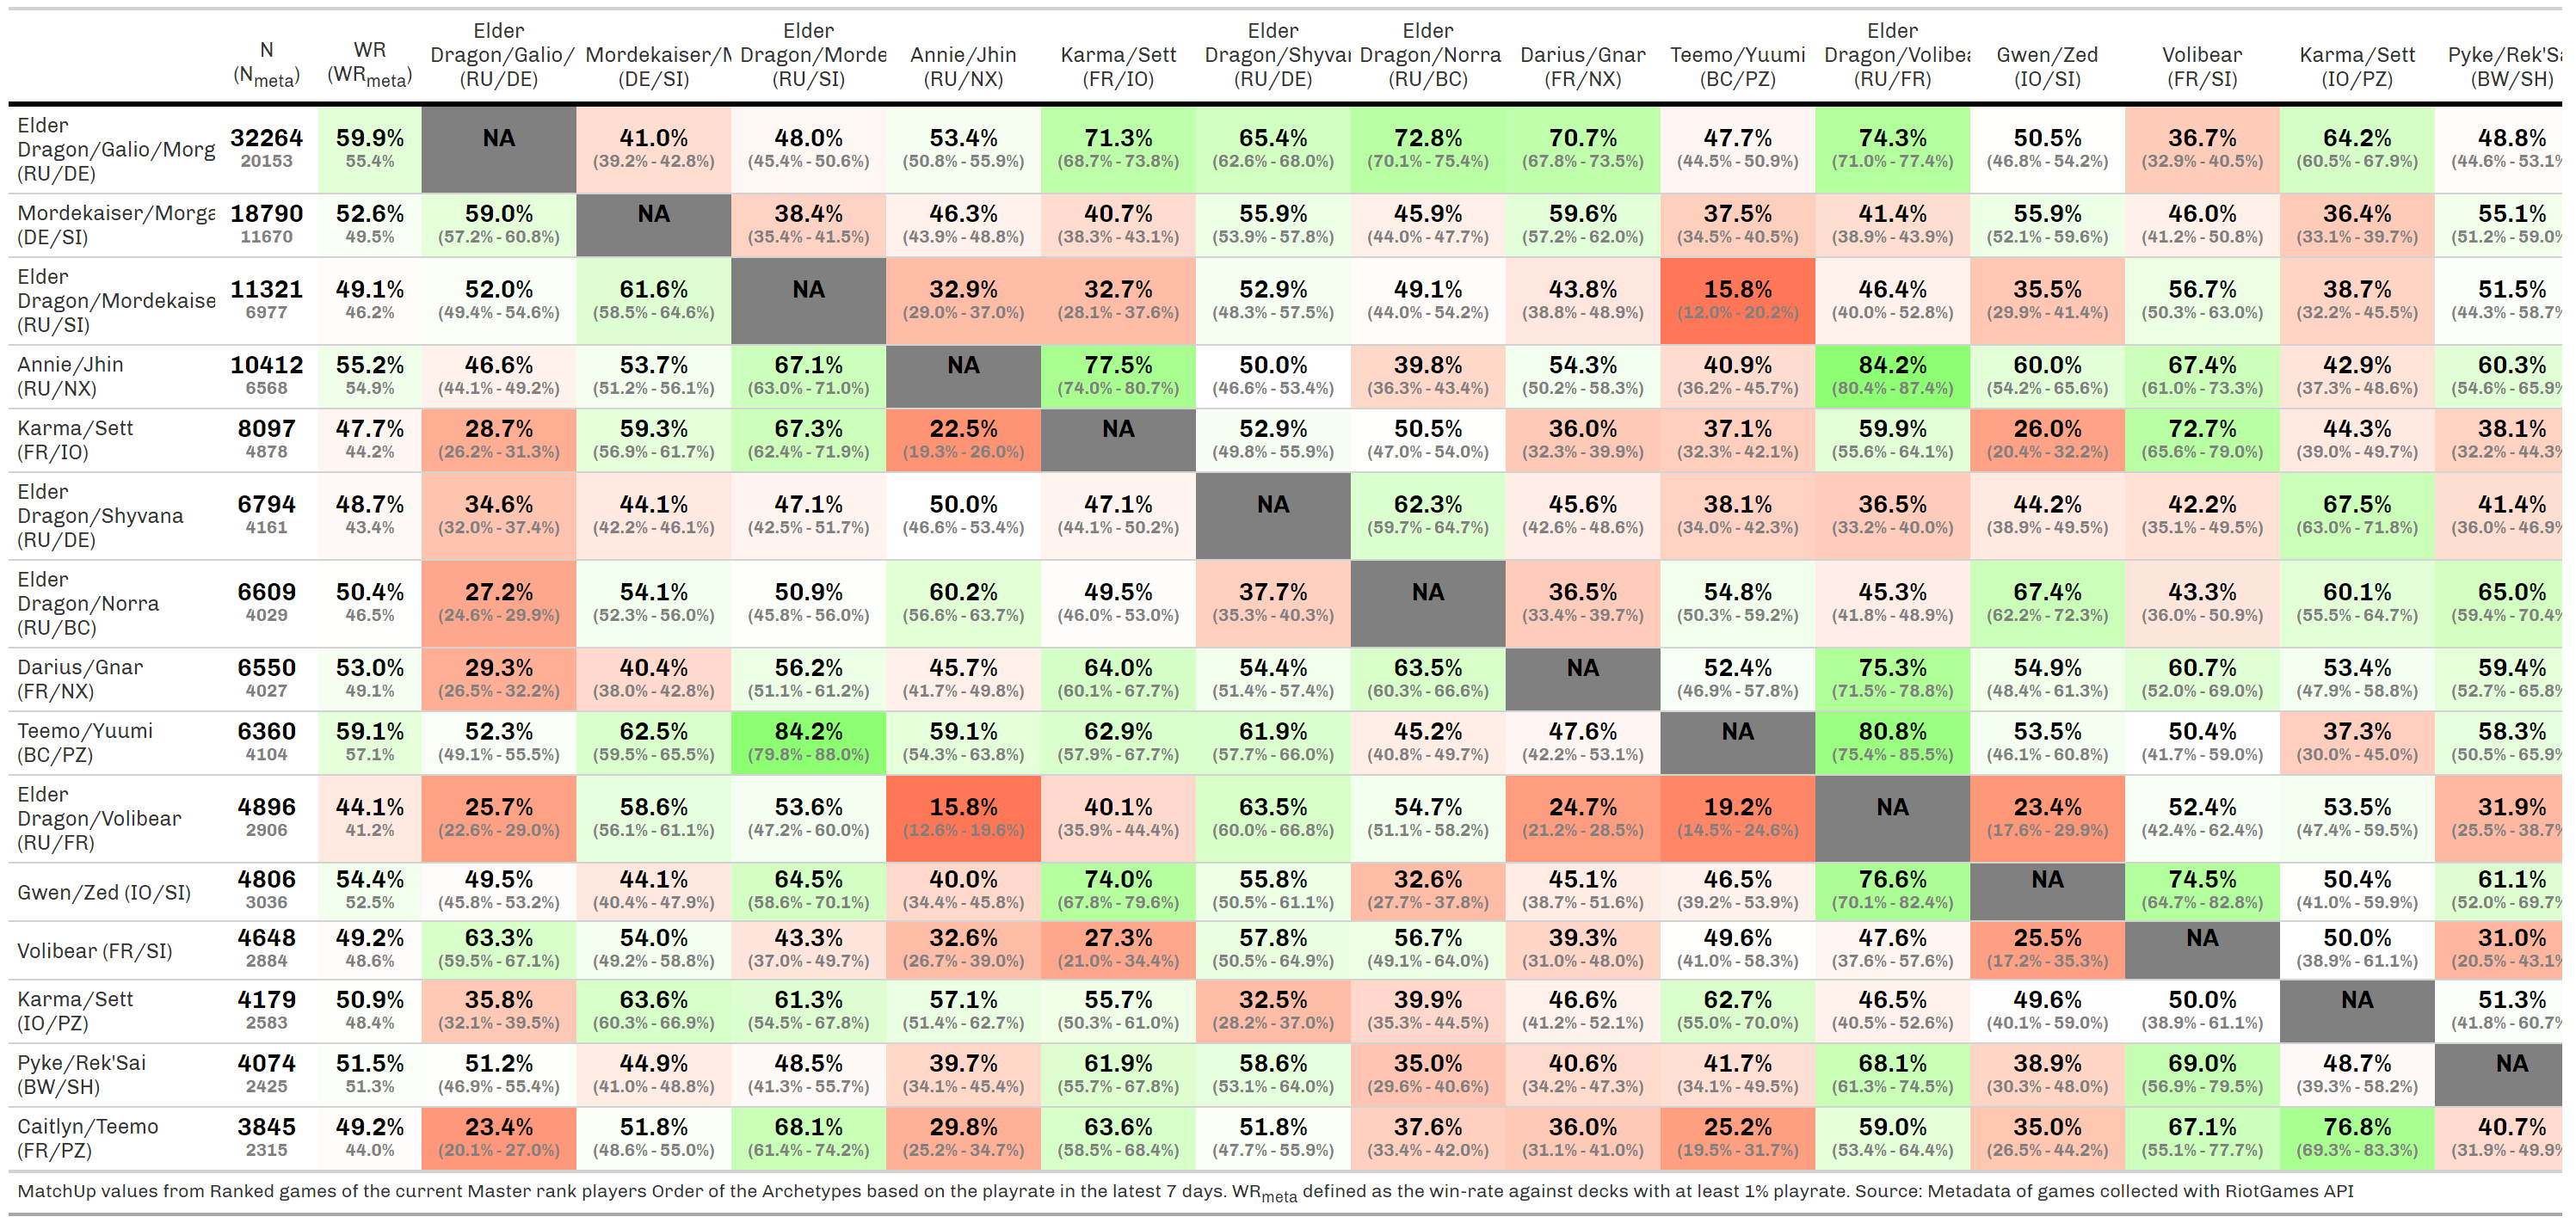 Elder Elder Elder Elder Elder
N WR Dragon/Galio/ Mordekaiser/M Dragon/Morde Annie/Jhin Karma/Sett Dragon/Shyvar Dragon/Norra Darius/Gnar Teemo/Yuumi Dragon/Volibea Gwen/Zed Volibear Karma/Sett Pyke/Rek'Sa
(Nmeta) (WRmeta) (RU/DE) (DE/SI) (RU/SI) (RU/NX) (FR/IO) (RU/DE) (RU/BC) (FR/NX) (BC/PZ) (RU/FR) (IO/SI) (FR/SI) (IO/PZ) (BW/SH)
Elder
Dragon/Galio/Morg
(RU/DE)
32264 59.9% NA 41.0% 48.0% 53.4% 71.3% 65.4% 72.8% 70.7% 47.7% 74.3% 50.5% 36.7% 64.2% 48.8%
20153 55.4% (39.2% - 42.8%) (45.4% - 50.6%) (50.8% - 55.9%) (68.7% - 73.8%) (62.6% - 68.0%) (70.1% - 75.4%) (67.8% - 73.5%) (44.5% - 50.9%) (71.0% - 77.4%) (46.8% - 54.2%) (32.9% - 40.5%) (60.5% - 67.9%) (44.6% - 53.1%
Mordekaiser/Morga 18790 52.6% 59.0% NA 38.4% 46.3% 40.7% 55.9% 45.9% 59.6% 37.5% 41.4% 55.9% 46.0% 36.4% 55.1%
(DE/SI) 11670 49.5% (57.2% - 60.8%) (35.4% - 41.5%) (43.9% - 48.8%) (38.3% - 43.1%) (53.9% - 57.8%) (44.0% - 47.7%) (57.2% - 62.0%) (34.5% - 40.5%) (38.9% - 43.9%) (52.1% - 59.6%) (41.2% - 50.8%) (33.1% - 39.7%) (51.2% - 59.0%
Elder
Dragon/Mordekaise
(RU/SI)
11321 49.1% 52.0% 61.6% NA 32.9% 32.7% 52.9% 49.1% 43.8% 15.8% 46.4% 35.5% 56.7% 38.7% 51.5%
6977 46.2% (49.4% - 54.6%) (58.5% - 64.6%) (29.0% - 37.0%) (28.1% - 37.6%) (48.3% - 57.5%) (44.0% - 54.2%) (38.8% - 48.9%) (12.0% - 20.2%) (40.0% - 52.8%) (29.9% - 41.4%) (50.3% - 63.0%) (32.2% - 45.5%) (44.3% - 58.7%
Annie/Jhin 10412 55.2% 46.6% 53.7% 67.1% NA 77.5% 50.0% 39.8% 54.3% 40.9% 84.2% 60.0% 67.4% 42.9% 60.3%
(RU/NX) 6568 54.9% (44.1% - 49.2%) (51.2% - 56.1%) (63.0% - 71.0%) (74.0% - 80.7%) (46.6% - 53.4%) (36.3% - 43.4%) (50.2% - 58.3%) (36.2% - 45.7%) (80.4% - 87.4%) (54.2% - 65.6%) (61.0% - 73.3%) (37.3% - 48.6%) (54.6% - 65.9%
Karma/Sett 8097 47.7% 28.7% 59.3% 67.3% 22.5% NA 52.9% 50.5% 36.0% 37.1% 59.9% 26.0% 72.7% 44.3% 38.1%
(FR/IO) 4878 44.2% (26.2% - 31.3%) (56.9% - 61.7%) (62.4% - 71.9%) (19.3% - 26.0%) (49.8% - 55.9%) (47.0% - 54.0%) (32.3% - 39.9%) (32.3% - 42.1%) (55.6% - 64.1%) (20.4% - 32.2%) (65.6% - 79.0%) (39.0% - 49.7%) (32.2% - 44.3%
Elder
Dragon/Shyvana
(RU/DE)
6794 48.7% 34.6% 44.1% 47.1% 50.0% 47.1% NA 62.3% 45.6% 38.1% 36.5% 44.2% 42.2% 67.5% 41.4%
4161 43.4% (32.0% - 37.4%) (42.2% - 46.1%) (42.5% - 51.7%) (46.6% - 53.4%) (44.1% - 50.2%) (59.7% - 64.7%) (42.6% - 48.6%) (34.0% - 42.3%) (33.2% - 40.0%) (38.9% - 49.5%) (35.1% - 49.5%) (63.0% - 71.8%) (36.0% - 46.9%
Elder
Dragon/Norra
(RU/BC)
6609 50.4% 27.2% 54.1% 50.9% 60.2% 49.5% 37.7% NA 36.5% 54.8% 45.3% 67.4% 43.3% 60.1% 65.0%
4029 46.5% (24.6% - 29.9%) (52.3% - 56.0%) (45.8% - 56.0%) (56.6% - 63.7%) (46.0% - 53.0%) (35.3% - 40.3%) (33.4% - 39.7%) (50.3% - 59.2%) (41.8% - 48.9%) (62.2% - 72.3%) (36.0% - 50.9%) (55.5% - 64.7%) (59.4% - 70.4%
Darius/Gnar 6550 53.0% 29.3% 40.4% 56.2% 45.7% 64.0% 54.4% 63.5% NA 52.4% 75.3% 54.9% 60.7% 53.4% 59.4%
(FR/NX) 4027 49.1% (26.5% - 32.2%) (38.0% - 42.8%) (51.1% - 61.2%) (41.7% - 49.8%) (60.1% - 67.7%) (51.4% - 57.4%) (60.3% - 66.6%) (46.9% - 57.8%) (71.5% - 78.8%) (48.4% - 61.3%) (52.0% - 69.0%) (47.9% - 58.8%) (52.7% - 65.8%
Teemo/Yuumi 6360 59.1% 52.3% 62.5% 84.2% 59.1% 62.9% 61.9% 45.2% 47.6% NA 80.8% 53.5% 50.4% 37.3% 58.3%
(BC/PZ) 4104 57.1% (49.1% - 55.5%) (59.5% - 65.5%) (79.8% - 88.0%) (54.3% - 63.8%) (57.9% - 67.7%) (57.7% - 66.0%) (40.8% - 49.7%) (42.2% - 53.1%) (75.4% - 85.5%) (46.1% - 60.8%) (41.7% - 59.0%) (30.0% - 45.0%) (50.5% - 65.9%
Elder
Dragon/Volibear
(RU/FR)
4896 44.1% 25.7% 58.6% 53.6% 15.8% 40.1% 63.5% 54.7% 24.7% 19.2% NA 23.4% 52.4% 53.5% 31.9%
2906 41.2% (22.6% - 29.0%) (56.1% - 61.1%) (47.2% - 60.0%) (12.6% - 19.6%) (35.9% - 44.4%) (60.0% - 66.8%) (51.1% - 58.2%) (21.2% - 28.5%) (14.5% - 24.6%) (17.6% - 29.9%) (42.4% - 62.4%) (47.4% - 59.5%) (25.5% - 38.7%
Gwen/Zed (IO/SI) 4806 54.4% 49.5% 44.1% 64.5% 40.0% 74.0% 55.8% 32.6% 45.1% 46.5% 76.6% NA 74.5% 50.4% 61.1%
3036 52.5% (45.8% - 53.2%) (40.4% - 47.9%) (58.6% - 70.1%) (34.4% - 45.8%) (67.8% - 79.6%) (50.5% - 61.1%) (27.7% - 37.8%) (38.7% - 51.6%) (39.2% - 53.9%) (70.1% - 82.4%) (64.7% - 82.8%) (41.0% - 59.9%) (52.0% - 69.7%
Volibear (FR/SI) 4648 49.2% 63.3% 54.0% 43.3% 32.6% 27.3% 57.8% 56.7% 39.3% 49.6% 47.6% 25.5% NA 50.0% 31.0%
2884 48.6% (59.5% - 67.1%) (49.2% - 58.8%) (37.0% - 49.7%) (26.7% - 39.0%) (21.0% - 34.4%) (50.5% - 64.9%) (49.1% - 64.0%) (31.0% - 48.0%) (41.0% - 58.3%) (37.6% - 57.6%) (17.2% - 35.3%) (38.9% - 61.1%) (20.5% - 43.1%
Karma/Sett 4179 50.9% 35.8% 63.6% 61.3% 57.1% 55.7% 32.5% 39.9% 46.6% 62.7% 46.5% 49.6% 50.0% NA 51.3%
(IO/PZ) 2583 48.4% (32.1% - 39.5%) (60.3% - 66.9%) (54.5% - 67.8%) (51.4% - 62.7%) (50.3% - 61.0%) (28.2% - 37.0%) (35.3% - 44.5%) (41.2% - 52.1%) (55.0% - 70.0%) (40.5% - 52.6%) (40.1% - 59.0%) (38.9% - 61.1%) (41.8% - 60.7%
Pyke/Rek'Sai 4074 51.5% 51.2% 44.9% 48.5% 39.7% 61.9% 58.6% 35.0% 40.6% 41.7% 68.1% 38.9% 69.0% 48.7% NA
(BW/SH) 2425 51.3% (46.9% - 55.4%) (41.0% - 48.8%) (41.3% - 55.7%) (34.1% - 45.4%) (55.7% - 67.8%) (53.1% - 64.0%) (29.6% - 40.6%) (34.2% - 47.3%) (34.1% - 49.5%) (61.3% - 74.5%) (30.3% - 48.0%) (56.9% - 79.5%) (39.3% - 58.2%)
Caitlyn/Teemo 3845 49.2% 23.4% 51.8% 68.1% 29.8% 63.6% 51.8% 37.6% 36.0% 25.2% 59.0% 35.0% 67.1% 76.8% 40.7%
(FR/PZ) 2315 44.0% (20.1% - 27.0%) (48.6% - 55.0%) (61.4% - 74.2%) (25.2% - 34.7%) (58.5% - 68.4%) (47.7% - 55.9%) (33.4% - 42.0%) (31.1% - 41.0%) (19.5% - 31.7%) (53.4% - 64.4%) (26.5% - 44.2%) (55.1% - 77.7%) (69.3% - 83.3%) (31.9% - 49.9%
MatchUp values from Ranked games of the current Master rank players Order of the Archetypes based on the playrate in the latest 7 days. WRmeta defined as the win-rate against decks with at least 1% playrate. Source: Metadata of games collected with RiotGames API